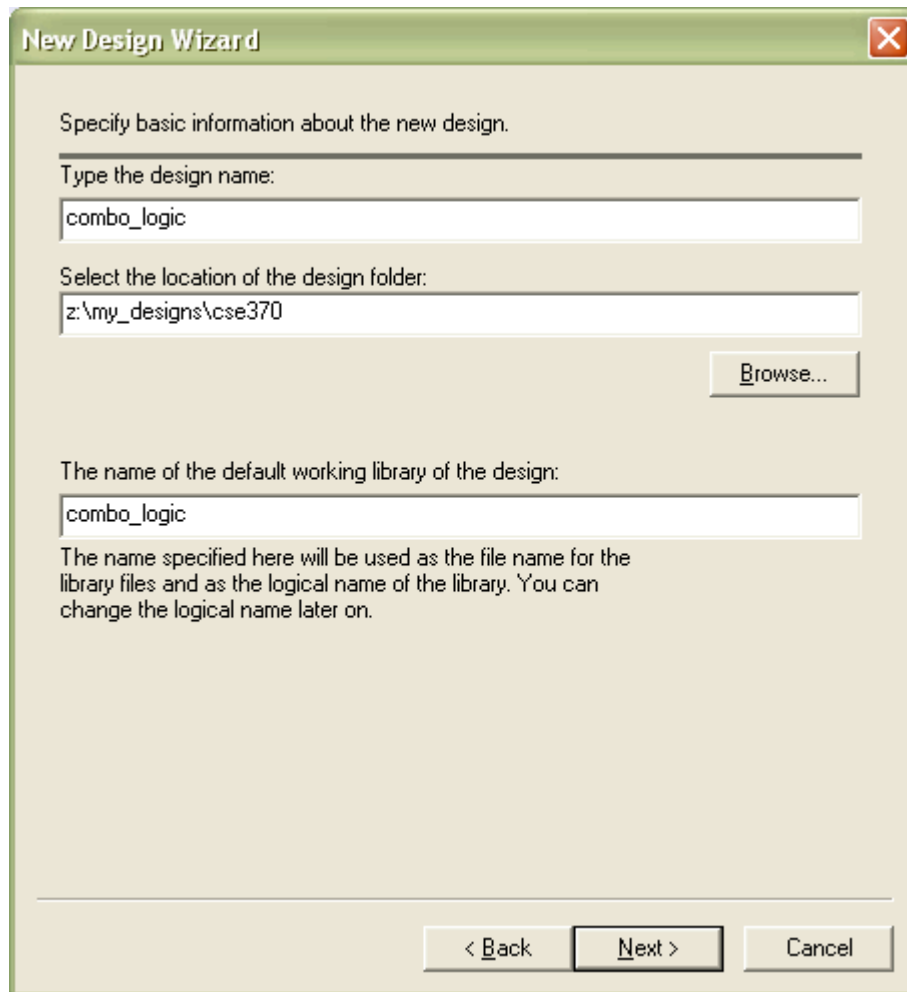 New Design Wizard
Specify basic information about the new design.
Type the design name:
combo_logic
Select the location of the design folder:
z:\my_designs\cse370
Browse...
The name of the default working library of the design:
combo_logic
The name specified here will be used as the file name for the
library files and as the logical name of the library. You can
change the logical name later on.
< Back
Next >
Cancel